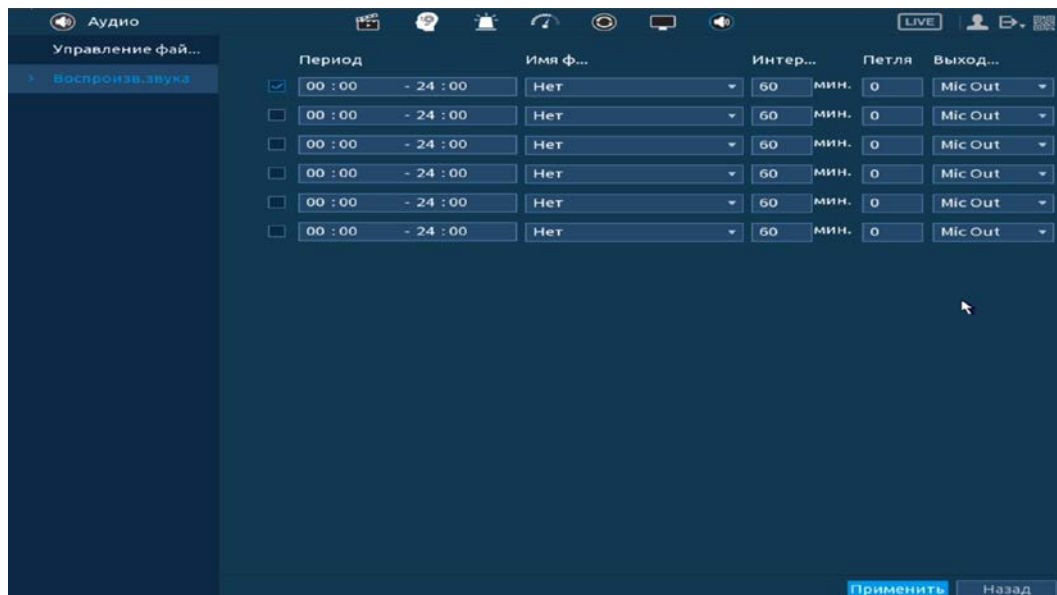 Аудио LIVE
Управление фай...
Воспроизв.звука
Период Имя ф... Интер... Петля Выход...
00 : 00 - 24 : 00 Нет 60 мин. 0 Mic Out
00 : 00 - 24 : 00 Нет 60 мин. 0 Mic Out
00 : 00 - 24 : 00 Нет 60 мин. 0 Mic Out
00 : 00 - 24 : 00 Нет 60 мин. 0 Mic Out
00 : 00 - 24 : 00 Нет 60 мин. 0 Mic Out
00 : 00 - 24 : 00 Нет 60 мин. 0 Mic Out
Применить Назад